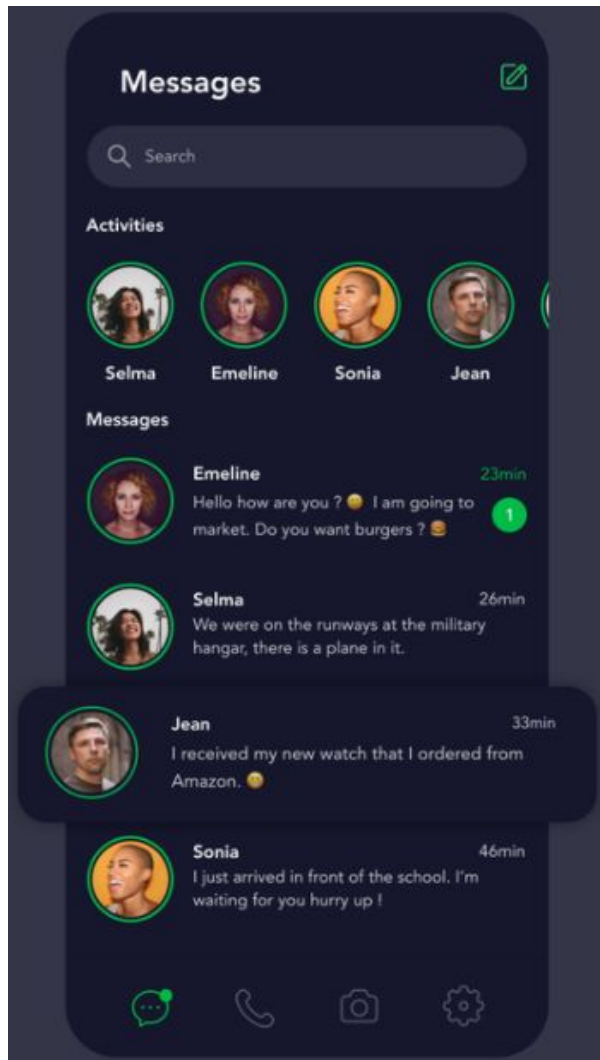 Messages
Search
Activities
Selma Emeline Sonia Jean
Messages
Emeline 23min
Hello how are you ? 😀 I am going to
market. Do you want burgers ? 🍔
1
Selma 26min
We were on the runways at the military
hangar, there is a plane in it.
Jean 33min
I received my new watch that I ordered from
Amazon. 😀
Sonia 46min
I just arrived in front of the school. I'm
waiting for you hurry up !